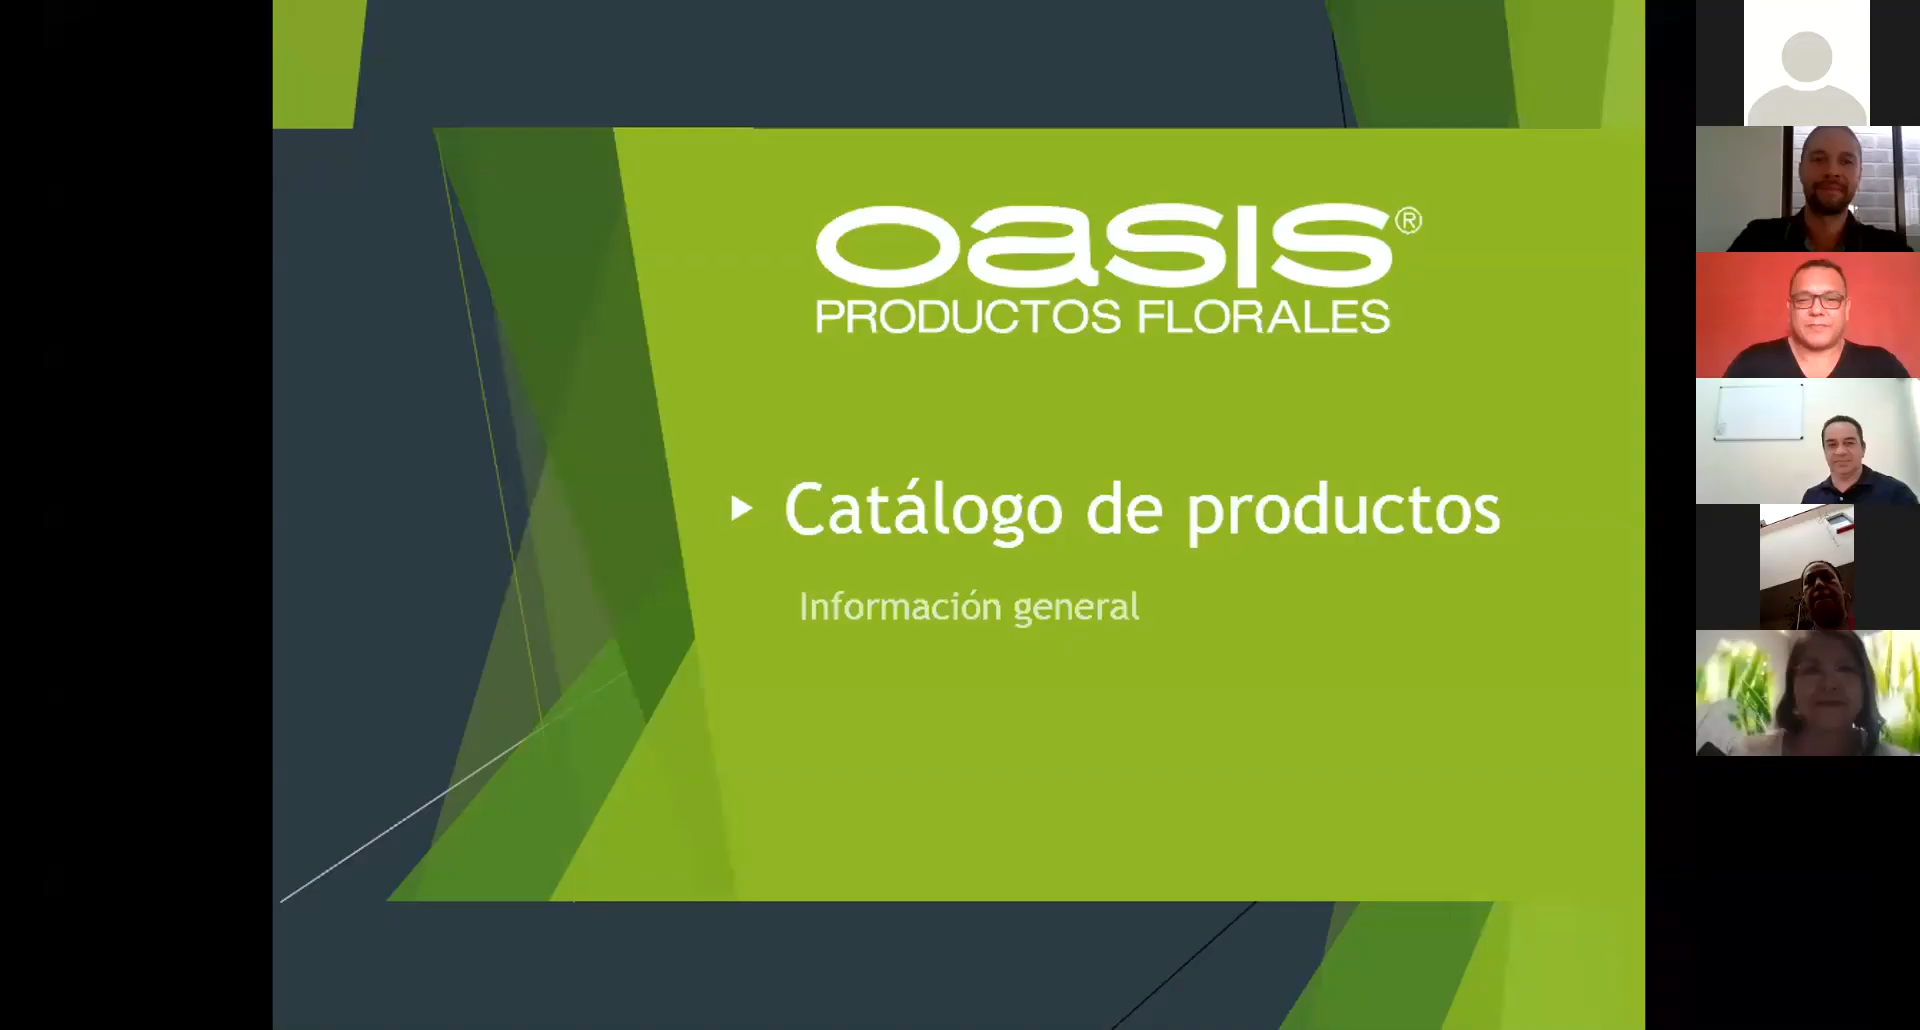 oasis®
PRODUCTOS FLORALES
Catálogo de productos
Información general